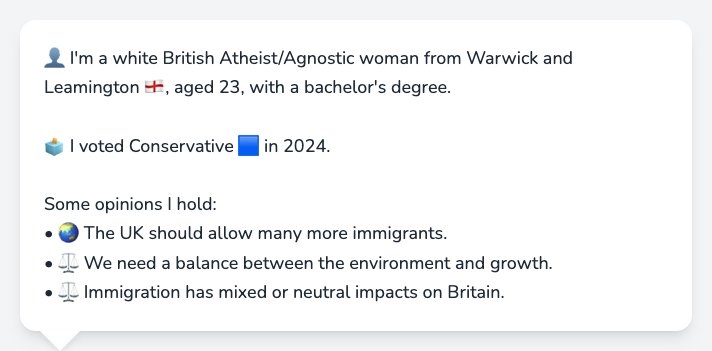 👤 I'm a white British Atheist/Agnostic woman from Warwick and
Leamington 🏴󠁧󠁢󠁥󠁮󠁧󠁿, aged 23, with a bachelor's degree.
🗳️ I voted Conservative 🟦 in 2024.
Some opinions I hold:
• 🌏 The UK should allow many more immigrants.
• ⚖️ We need a balance between the environment and growth.
• ⚖️ Immigration has mixed or neutral impacts on Britain.